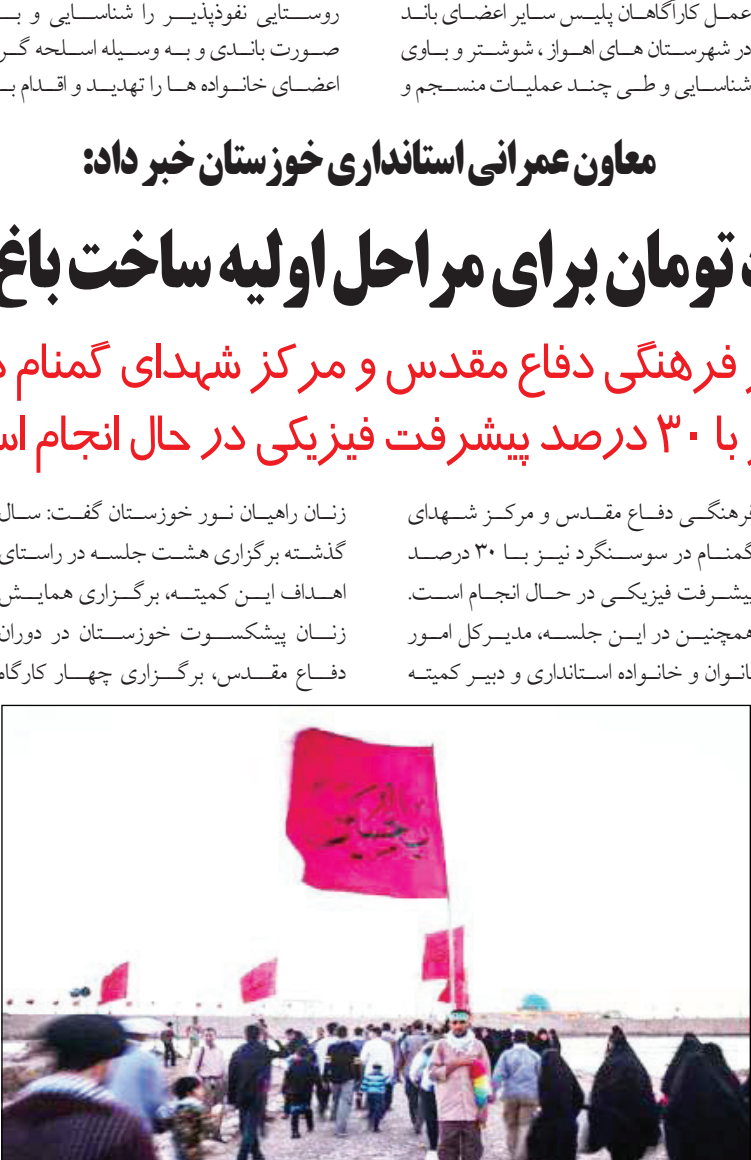 عمل کارآگاهان پلیس سایر اعضای باند
در شهرستان های اهواز ، شوشتر و باوی
شناسایی و طی چند عملیات منسجم و
روستایی نفوذپذیر را شناسایی و بـ
صورت باندی و به وسیله اسلحه گر
اعضای خانواده ها را تهدید و اقدام بـ
معاون عمرانی استانداری خوزستان خبر داد:
تومان برای مراحل اولیه ساخت باغ
فرهنگی دفاع مقدس و مرکز شهدای گمنام
با ۳۰ درصد پیشرفت فیزیکی در حال انجام اس
فرهنگی دفاع مقدس و مرکز شهدای
گمنام در سوسنگرد نیز با ۳۰ درصد
پیشرفت فیزیکی در حال انجام است.
همچنین در این جلسه، مدیرکل امور
بانوان و خانواده استانداری و دبیر کمیته
زنان راهیان نور خوزستان گفت: سال
گذشته برگزاری هشت جلسه در راستای
اهداف این کمیته، برگزاری همایش
زنان پیشکسوت خوزستان در دوران
دفاع مقدس، برگزاری چهار کارگاه